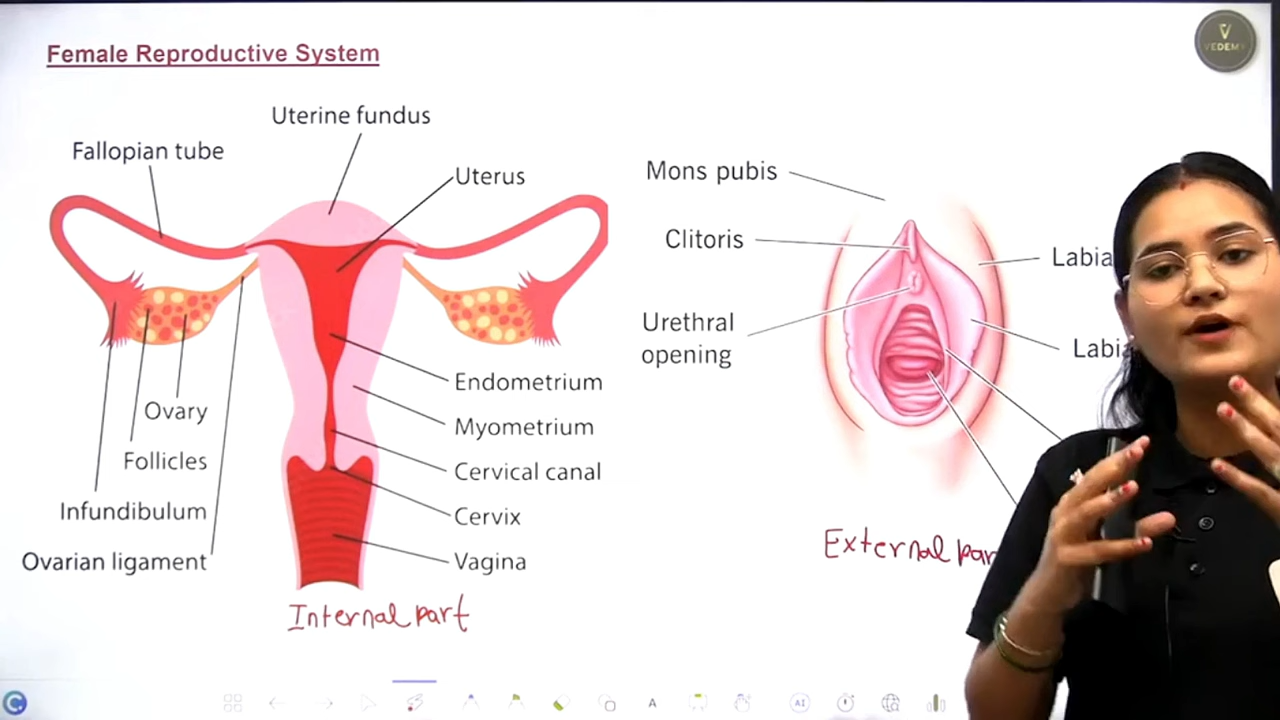 Female Reproductive System
VEDEMY
Uterine fundus
Fallopian tube
Uterus
Ovary
Follicles
Infundibulum
Ovarian ligament
Endometrium
Myometrium
Cervical canal
Cervix
Vagina
Internal part
Mons pubis
Clitoris
Urethral
opening
Labia
Labia
External par
AI
A
C